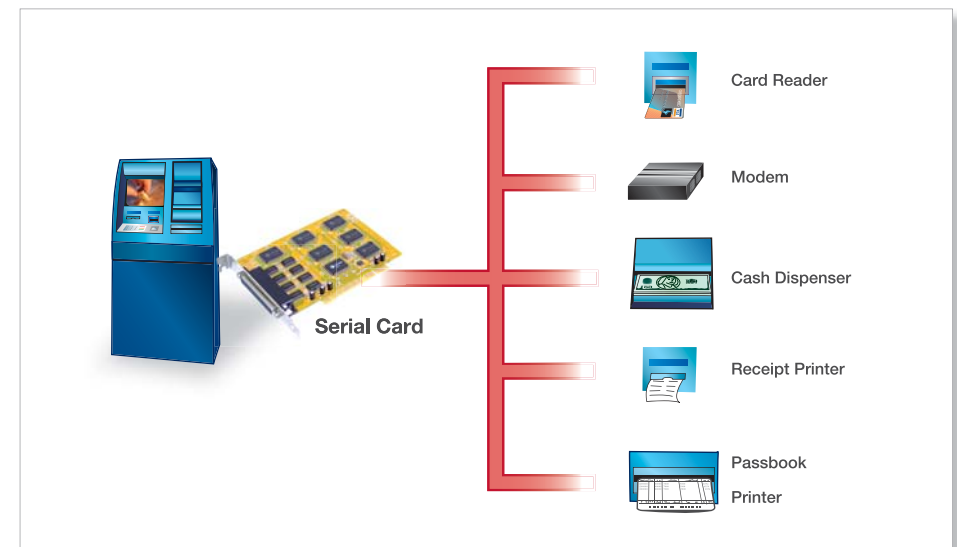 Card Reader
Modem
Cash Dispenser
Serial Card
Receipt Printer
Passbook
Printer